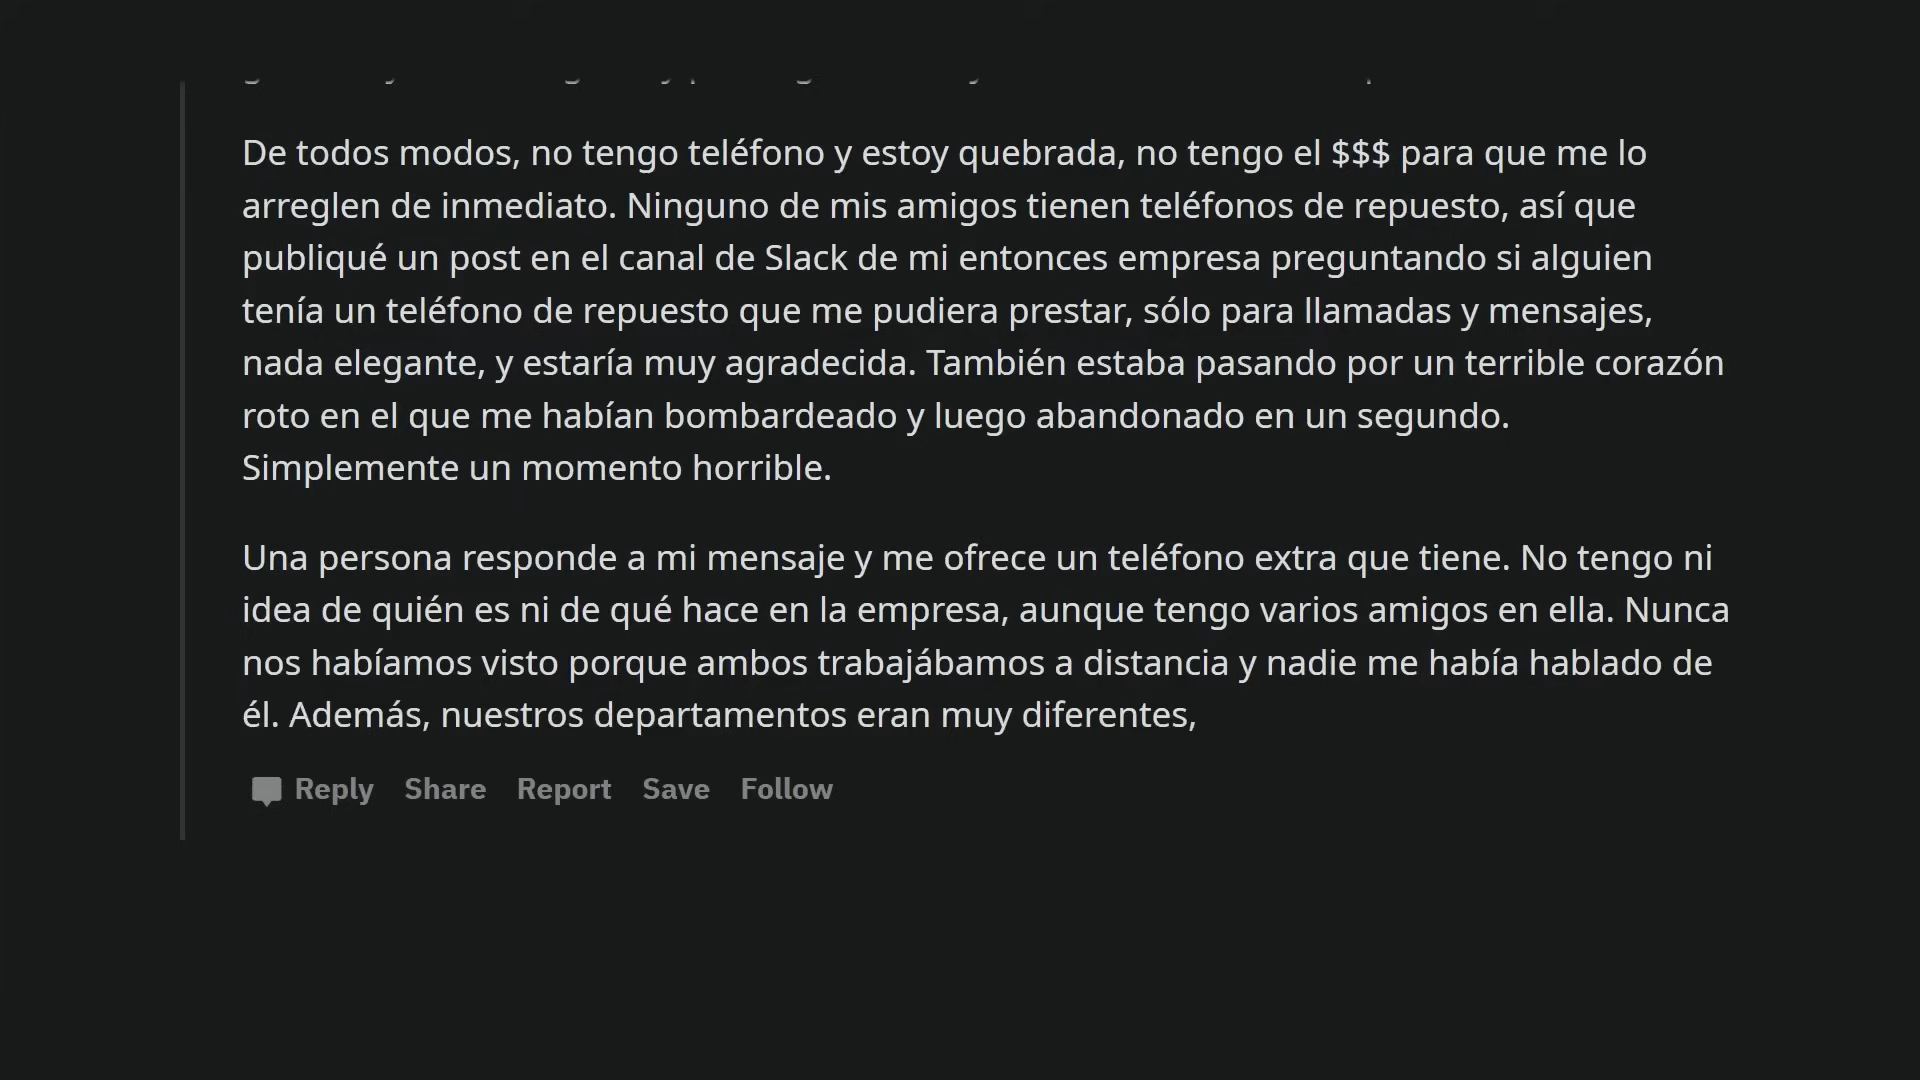 De todos modos, no tengo teléfono y estoy quebrada, no tengo el $$$ para que me lo
arreglen de inmediato. Ninguno de mis amigos tienen teléfonos de repuesto, así que
publiqué un post en el canal de Slack de mi entonces empresa preguntando si alguien
tenía un teléfono de repuesto que me pudiera prestar, sólo para llamadas y mensajes,
nada elegante, y estaría muy agradecida. También estaba pasando por un terrible corazón
roto en el que me habían bombardeado y luego abandonado en un segundo.
Simplemente un momento horrible.
Una persona responde a mi mensaje y me ofrece un teléfono extra que tiene. No tengo ni
idea de quién es ni de qué hace en la empresa, aunque tengo varios amigos en ella. Nunca
nos habíamos visto porque ambos trabajábamos a distancia y nadie me había hablado de
él. Además, nuestros departamentos eran muy diferentes,
Reply Share Report Save Follow